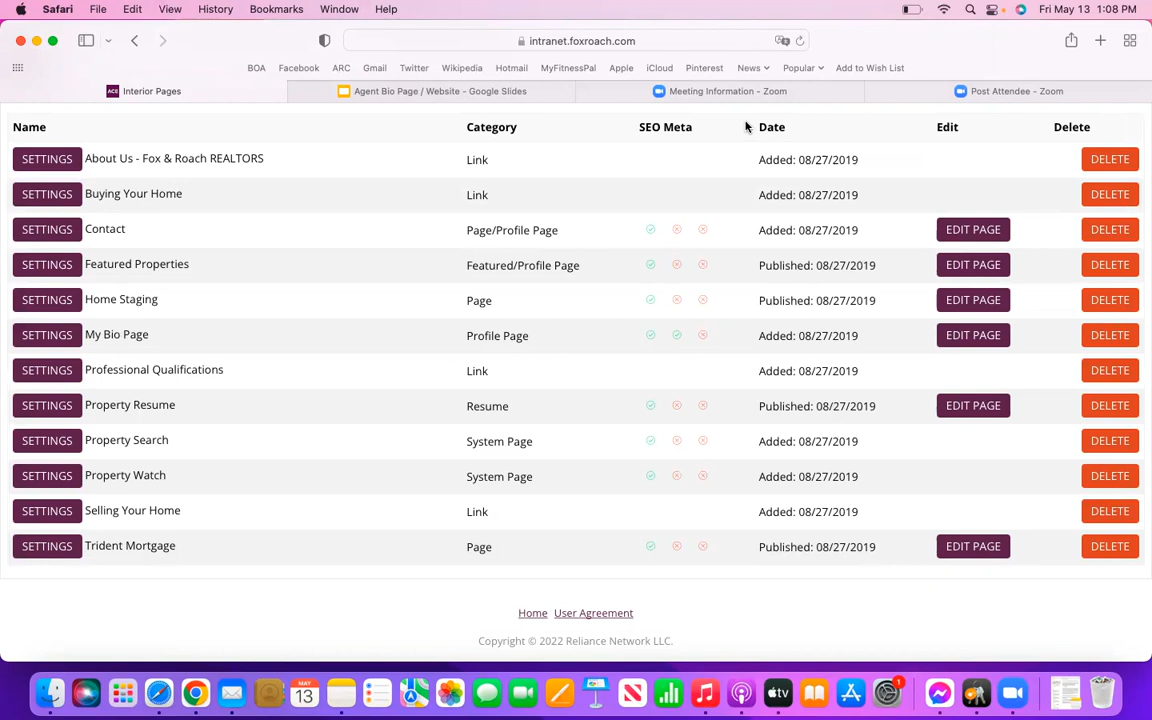 Safari File Edit View History Bookmarks Window Help Fri May 13 1:08 PM
intranet.foxroach.com
BOA Facebook ARC Gmail Twitter Wikipedia Hotmail MyFitnessPal Apple iCloud Pinterest News Popular Add to Wish List
ACE Interior Pages Agent Bio Page / Website - Google Slides Meeting Information - Zoom Post Attendee - Zoom
Name Category SEO Meta Date Edit Delete
SETTINGS About Us - Fox & Roach REALTORS Link Added: 08/27/2019 DELETE
SETTINGS Buying Your Home Link Added: 08/27/2019 DELETE
SETTINGS Contact Page/Profile Page Added: 08/27/2019 EDIT PAGE DELETE
SETTINGS Featured Properties Featured/Profile Page Published: 08/27/2019 EDIT PAGE DELETE
SETTINGS Home Staging Page Published: 08/27/2019 EDIT PAGE DELETE
SETTINGS My Bio Page Profile Page Added: 08/27/2019 EDIT PAGE DELETE
SETTINGS Professional Qualifications Link Added: 08/27/2019 DELETE
SETTINGS Property Resume Resume Published: 08/27/2019 EDIT PAGE DELETE
SETTINGS Property Search System Page Added: 08/27/2019 DELETE
SETTINGS Property Watch System Page Added: 08/27/2019 DELETE
SETTINGS Selling Your Home Link Added: 08/27/2019 DELETE
SETTINGS Trident Mortgage Page Published: 08/27/2019 EDIT PAGE DELETE
Home User Agreement
Copyright © 2022 Reliance Network LLC.
MAY 13 tv 1